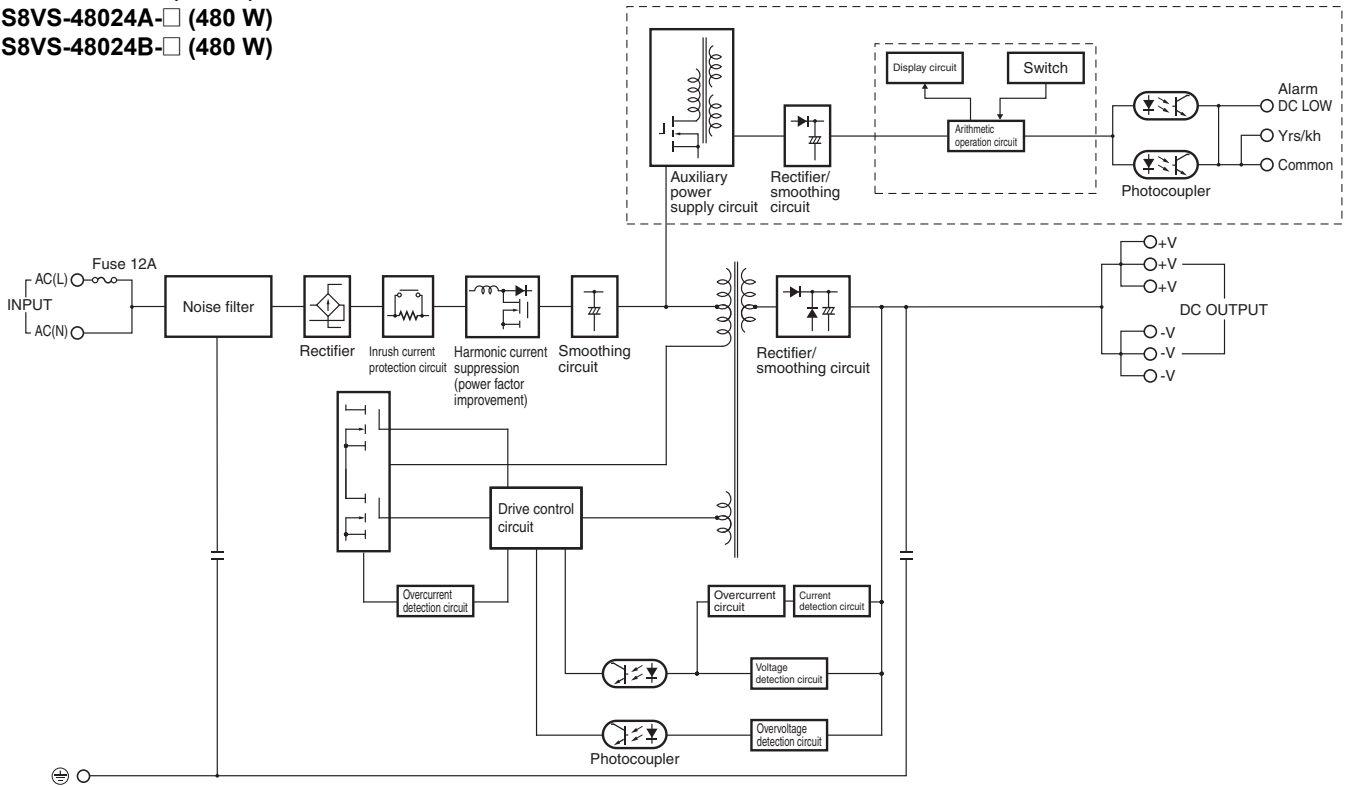 S8VS-48024A-□ (480 W)
S8VS-48024B-□ (480 W)
Display circuit
Switch
Arithmetic
operation circuit
Alarm
DC LOW
Yrs/kh
Common
Photocoupler
Auxiliary
power
supply circuit
Rectifier/
smoothing
circuit
INPUT
AC(L)
AC(N)
Fuse 12A
Noise filter
Rectifier
Inrush current
protection circuit
Harmonic current
suppression
(power factor
improvement)
Smoothing
circuit
Rectifier/
smoothing circuit
+V
+V
+V
DC OUTPUT
-V
-V
-V
Drive control
circuit
Overcurrent
detection circuit
Overcurrent
circuit
Current
detection circuit
Voltage
detection circuit
Overvoltage
detection circuit
Photocoupler